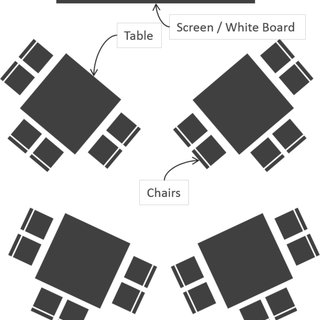 Screen / White Board
Table
Chairs